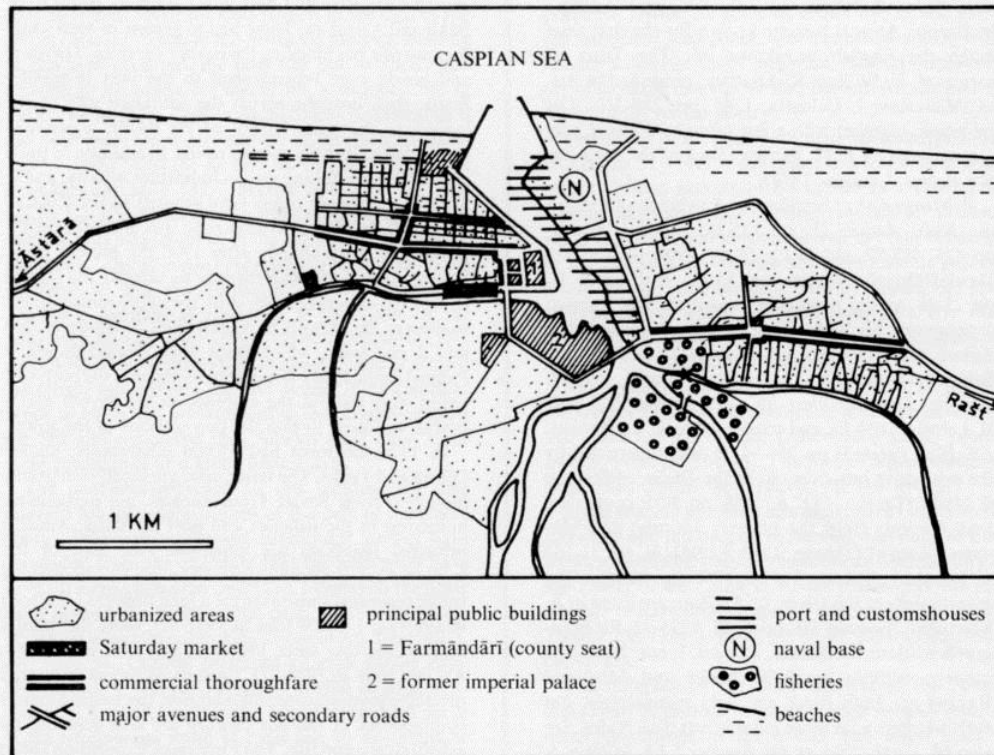 CASPIAN SEA
N
Āstārā
1
2
Rašt
1 KM
urbanized areas
Saturday market
commercial thoroughfare
major avenues and secondary roads
principal public buildings
1 = Farmāndārī (county seat)
2 = former imperial palace
port and customshouses
N naval base
fisheries
beaches